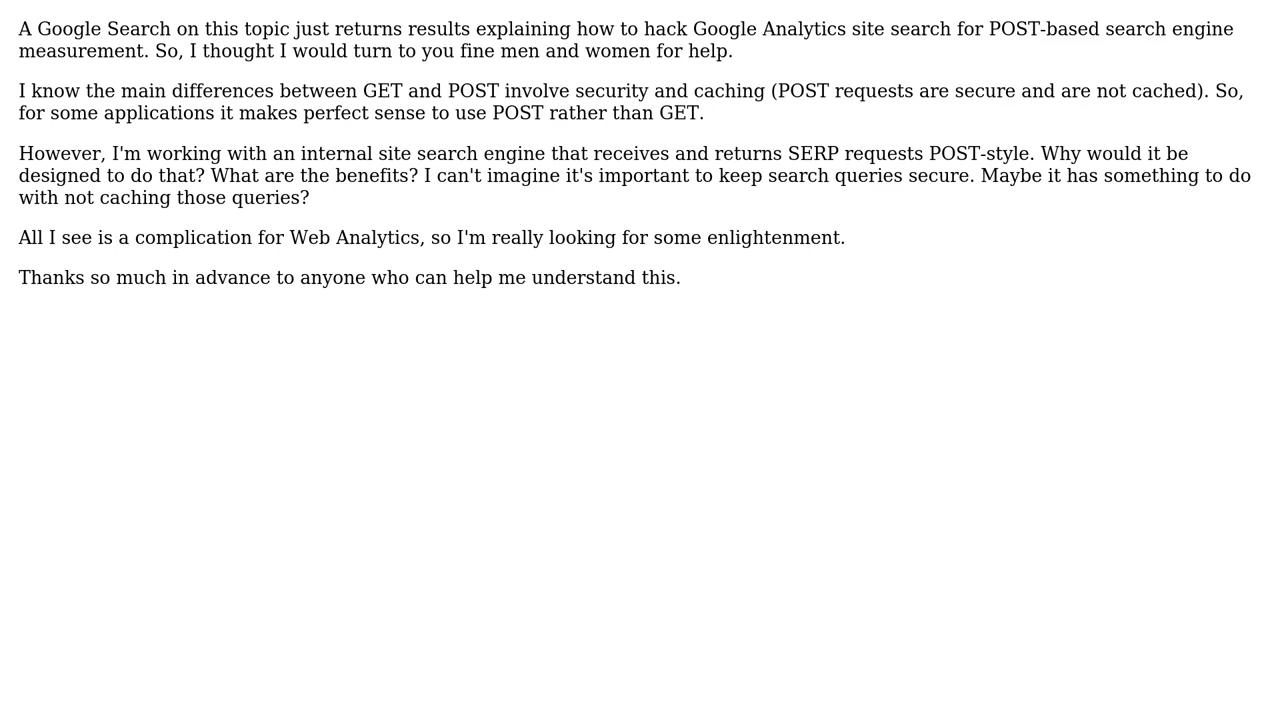 A Google Search on this topic just returns results explaining how to hack Google Analytics site search for POST-based search engine
measurement. So, I thought I would turn to you fine men and women for help.
I know the main differences between GET and POST involve security and caching (POST requests are secure and are not cached). So,
for some applications it makes perfect sense to use POST rather than GET.
However, I'm working with an internal site search engine that receives and returns SERP requests POST-style. Why would it be
designed to do that? What are the benefits? I can't imagine it's important to keep search queries secure. Maybe it has something to do
with not caching those queries?
All I see is a complication for Web Analytics, so I'm really looking for some enlightenment.
Thanks so much in advance to anyone who can help me understand this.